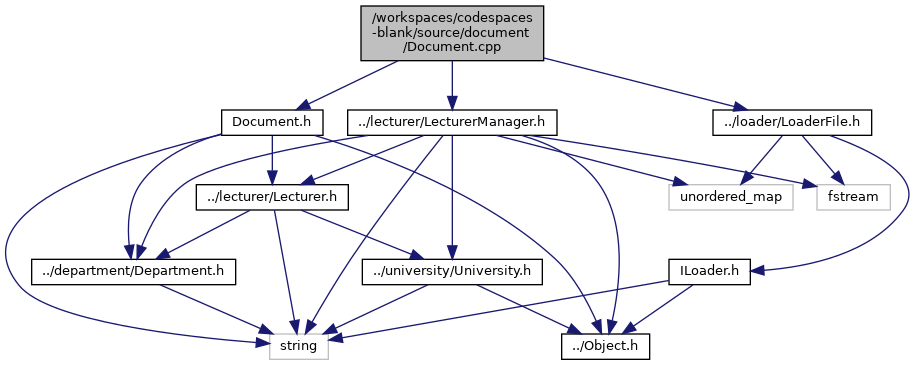 /workspaces/codespaces
-blank/source/document
/Document.cpp
Document.h
../lecturer/LecturerManager.h
../loader/LoaderFile.h
../lecturer/Lecturer.h
unordered_map
fstream
../department/Department.h
../university/University.h
ILoader.h
string
../Object.h